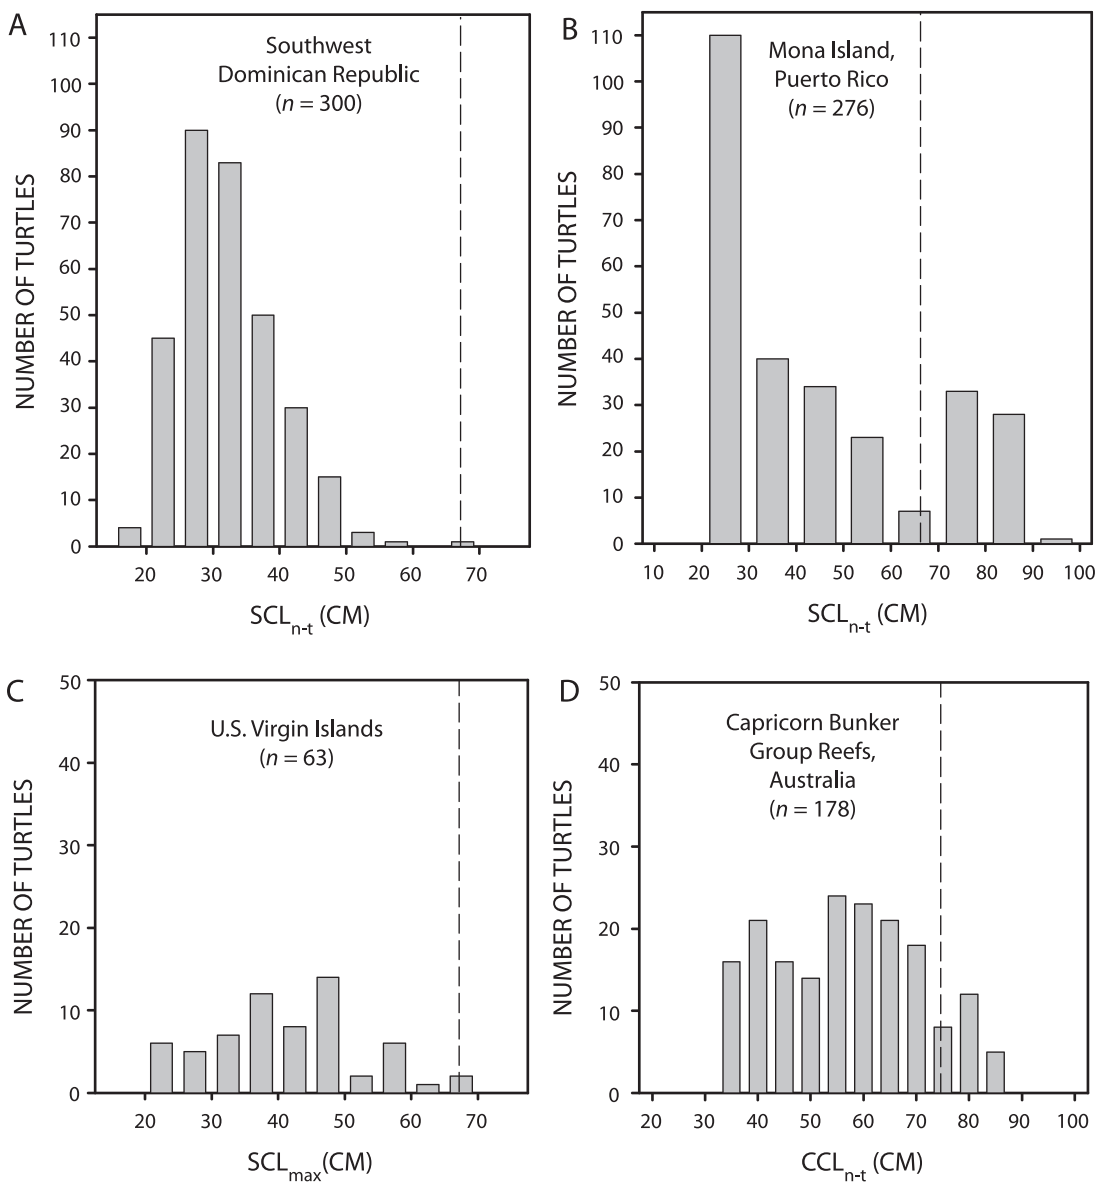 A
Southwest
Dominican Republic
(n = 300)
NUMBER OF TURTLES
110
100
90
80
70
60
50
40
30
20
10
0
20 30 40 50 60 70
SCLn-t (CM)
B
Mona Island,
Puerto Rico
(n = 276)
NUMBER OF TURTLES
110
100
90
80
70
60
50
40
30
20
10
0
10 20 30 40 50 60 70 80 90 100
SCLn-t (CM)
C
U.S. Virgin Islands
(n = 63)
NUMBER OF TURTLES
50
40
30
20
10
0
20 30 40 50 60 70
SCLmax(CM)
D
Capricorn Bunker
Group Reefs,
Australia
(n = 178)
NUMBER OF TURTLES
50
40
30
20
10
0
20 30 40 50 60 70 80 90 100
CCLn-t (CM)